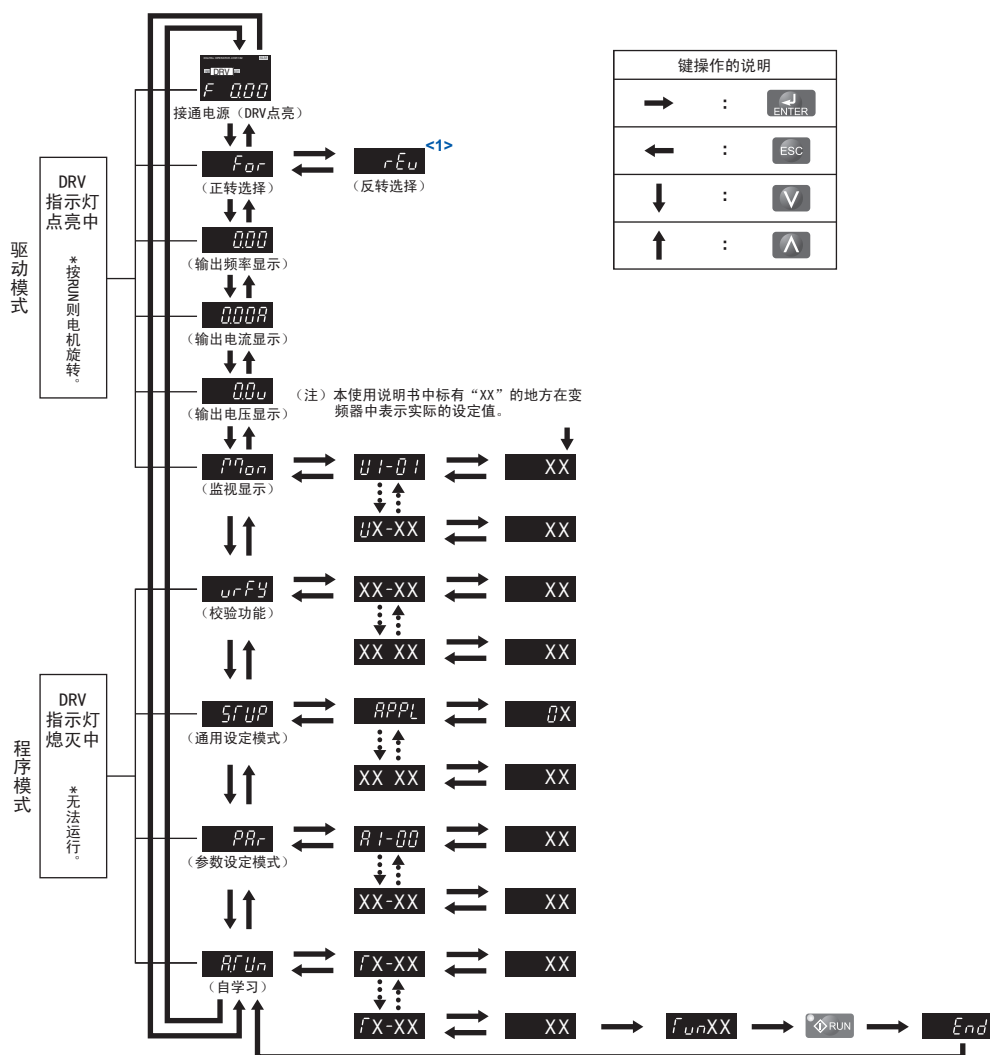 DRV
F 0.00
接通电源（DRV点亮）
For
（正转选择）
rEv
<1>
（反转选择）
0.00
（输出频率显示）
0.00A
（输出电流显示）
0.0v
（输出电压显示）
Mon
（监视显示）
U1-01
XX
UX-XX
XX
（注）本使用说明书中标有“XX”的地方在变
频器中表示实际的设定值。
键操作的说明
→ : ENTER
← : ESC
↓ : ∨
↑ : ∧
驱动模式
DRV
指示灯
点亮中
*按RUN则电机旋转。
vrFy
（校验功能）
XX-XX
XX
XX XX
XX
STUP
（通用设定模式）
APPL
0X
XX XX
XX
PAr
（参数设定模式）
A1-00
XX
XX-XX
XX
A.TUn
（自学习）
TX-XX
XX
TX-XX
XX
TunXX
RUN
End
程序模式
DRV
指示灯
熄灭中
*无法运行。